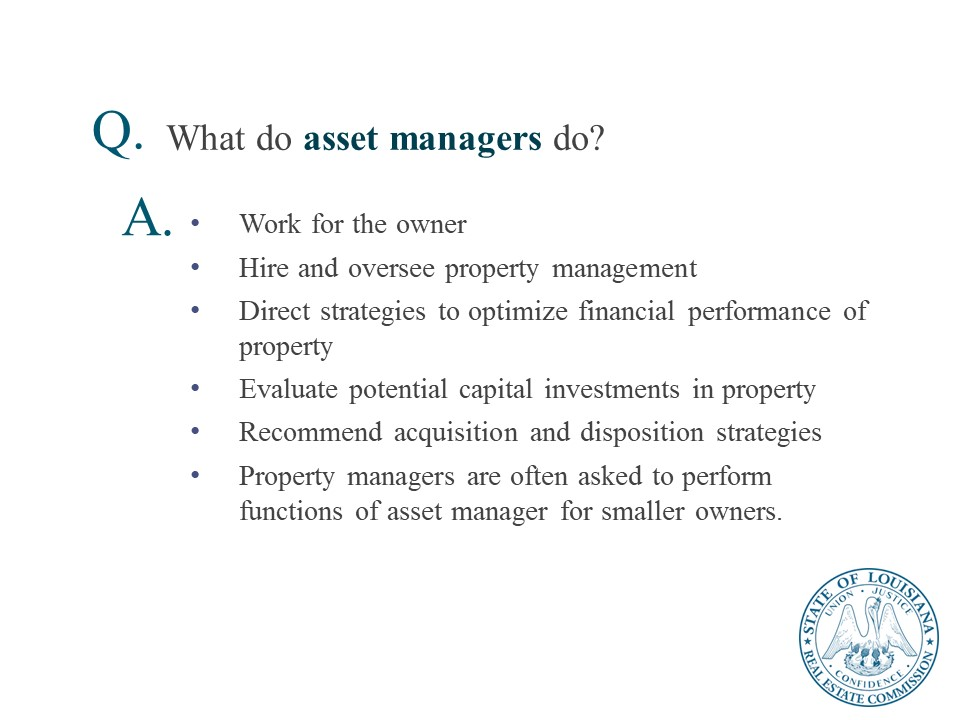 Q. What do asset managers do?
A. • Work for the owner
• Hire and oversee property management
• Direct strategies to optimize financial performance of
property
• Evaluate potential capital investments in property
• Recommend acquisition and disposition strategies
• Property managers are often asked to perform
functions of asset manager for smaller owners.
STATE OF LOUISIANA
UNION · JUSTICE
CONFIDENCE
REAL ESTATE COMMISSION